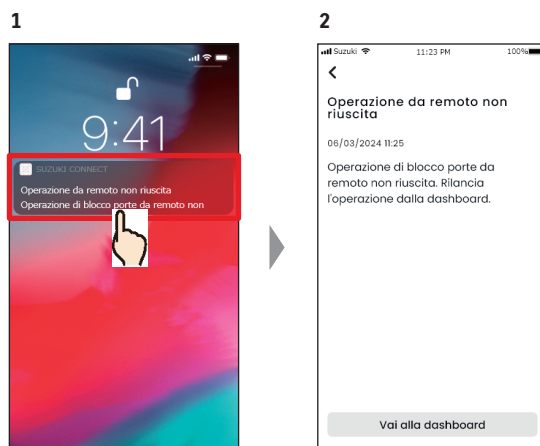 1
2
9:41
SUZUKI CONNECT
Operazione da remoto non riuscita
Operazione di blocco porte da remoto non
Suzuki
11:23 PM
100%
Operazione da remoto non
riuscita
06/03/2024 11:25
Operazione di blocco porte da
remoto non riuscita. Rilancia
l'operazione dalla dashboard.
Vai alla dashboard